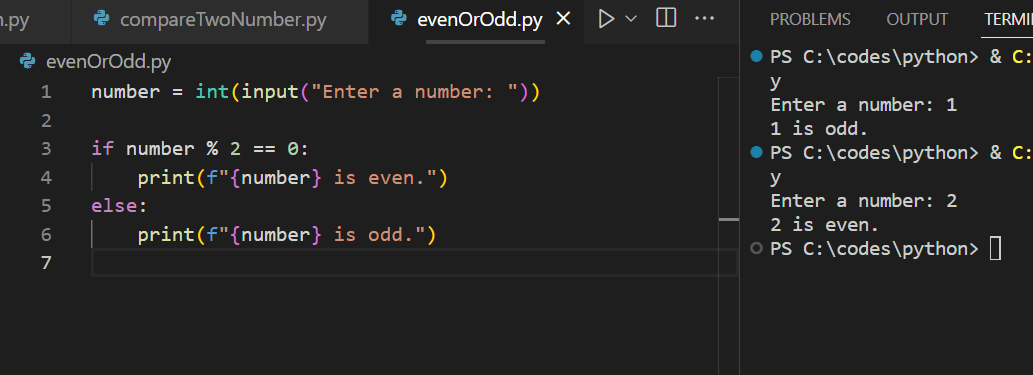 n.py compareTwoNumber.py evenOrOdd.py
evenOrOdd.py
1 number = int(input("Enter a number: "))
2
3 if number % 2 == 0:
4     print(f"{number} is even.")
5 else:
6     print(f"{number} is odd.")
7
PROBLEMS OUTPUT TERMI
PS C:\codes\python> & C:
y
Enter a number: 1
1 is odd.
PS C:\codes\python> & C:
y
Enter a number: 2
2 is even.
PS C:\codes\python>